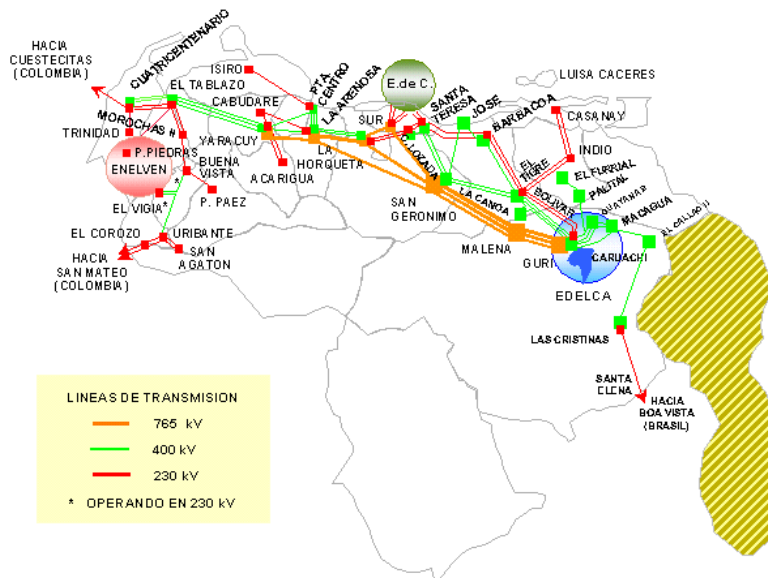 HACIA
CUESTECITAS
(COLOMBIA)
CUATRICENTENARIO
EL TABLAZO
ISIRO
PTA.
CENTRO
LA ARENOSA
CABUDARE
E.de C.
SUR
SANTA
TERESA
JOSE
BARBACOA
LUISA CACERES
CASANAY
TRINIDAD
MOROCHAS II
YARACUY
LA
HORQUETA
O. LOZADA
EL
TIGRE
INDIO
P.PIEDRAS
ENELVEN
BUENA
VISTA
ACARIGUA
EL FURRIAL
PALITAL
EL VIGIA*
*
P. PAEZ
SAN
GERONIMO
LA CANOA
BOLIVAR
GUAYANA B
MACAGUA
EL CALLAO II
EL COROZO
URIBANTE
SAN
AGATON
HACIA
SAN MATEO
(COLOMBIA)
MALENA
GURI
CARUACHI
EDELCA
LAS CRISTINAS
SANTA
ELENA
HACIA
BOA VISTA
(BRASIL)
LINEAS DE TRANSMISION
765 kV
400 kV
230 kV
* OPERANDO EN 230 kV